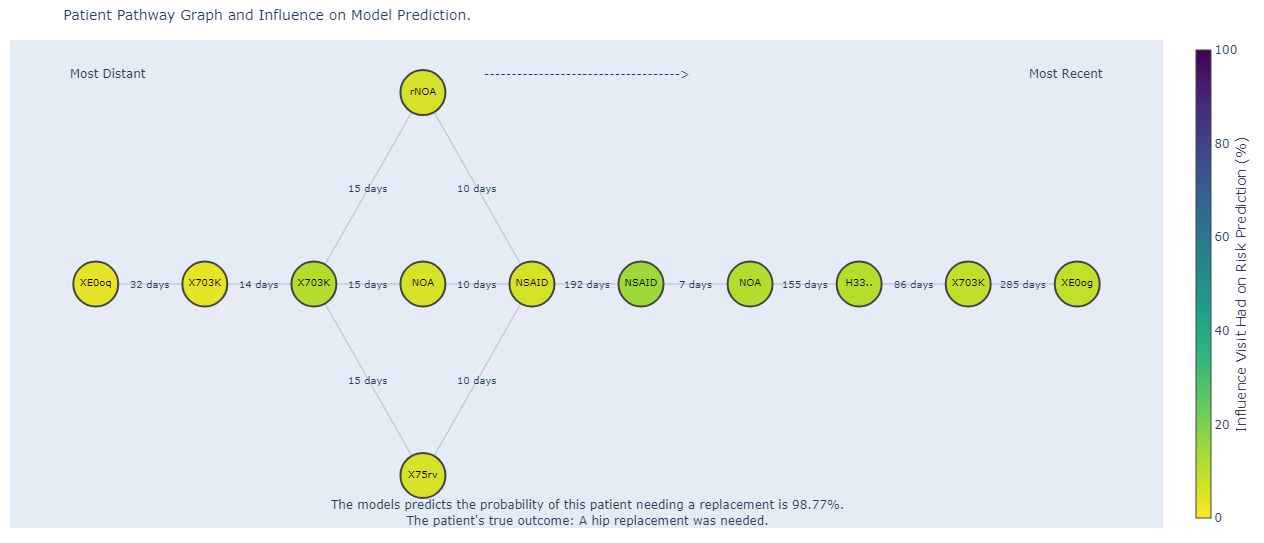 Patient Pathway Graph and Influence on Model Prediction.
Most Distant
---------------------------------->
Most Recent
100
rNOA
80
15 days
10 days
60
XE0oq
32 days
X703K
14 days
X703K
15 days
NOA
10 days
NSAID
192 days
NSAID
7 days
NOA
155 days
H33..
86 days
X703K
285 days
XE0og
40
15 days
10 days
20
X75rv
0
Influence Visit Had on Risk Prediction (%)
The models predicts the probability of this patient needing a replacement is 98.77%.
The patient's true outcome: A hip replacement was needed.